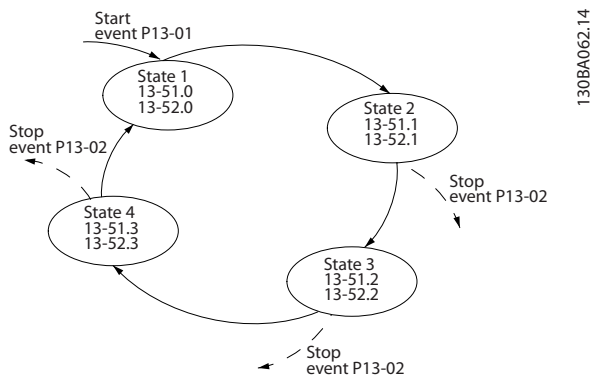 Start
event P13-01
State 1
13-51.0
13-52.0
State 2
13-51.1
13-52.1
Stop
event P13-02
Stop
event P13-02
State 4
13-51.3
13-52.3
State 3
13-51.2
13-52.2
Stop
event P13-02
130BA062.14